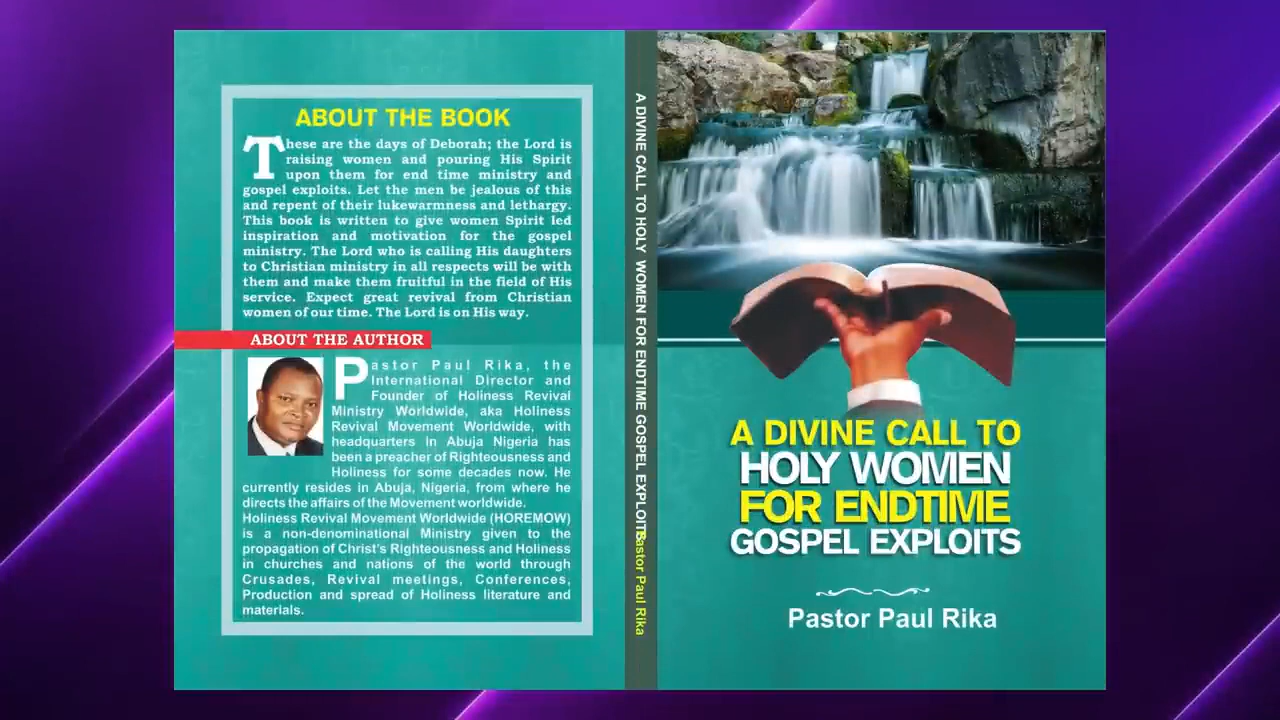 ABOUT THE BOOK
These are the days of Deborah; the Lord is
raising women and pouring His Spirit
upon them for end time ministry and
gospel exploits. Let the men be jealous of this
and repent of their lukewarmness and lethargy.
This book is written to give women Spirit led
inspiration and motivation for the gospel
ministry. The Lord who is calling His daughters
to Christian ministry in all respects will be with
them and make them fruitful in the field of His
service. Expect great revival from Christian
women of our time. The Lord is on His way.
ABOUT THE AUTHOR
Pastor Paul Rika, the
International Director and
Founder of Holiness Revival
Ministry Worldwide, aka Holiness
Revival Movement Worldwide, with
headquarters In Abuja Nigeria has
been a preacher of Righteousness and
Holiness for some decades now. He
currently resides in Abuja, Nigeria, from where he
directs the affairs of the Movement worldwide.
Holiness Revival Movement Worldwide (HOREMOW)
is a non-denominational Ministry given to the
propagation of Christ's Righteousness and Holiness
in churches and nations of the world through
Crusades, Revival meetings, Conferences,
Production and spread of Holiness literature and
materials.
A DIVINE CALL TO HOLY WOMEN FOR ENDTIME GOSPEL EXPLOITS
Pastor Paul Rika
A DIVINE CALL TO
HOLY WOMEN
FOR ENDTIME
GOSPEL EXPLOITS
Pastor Paul Rika